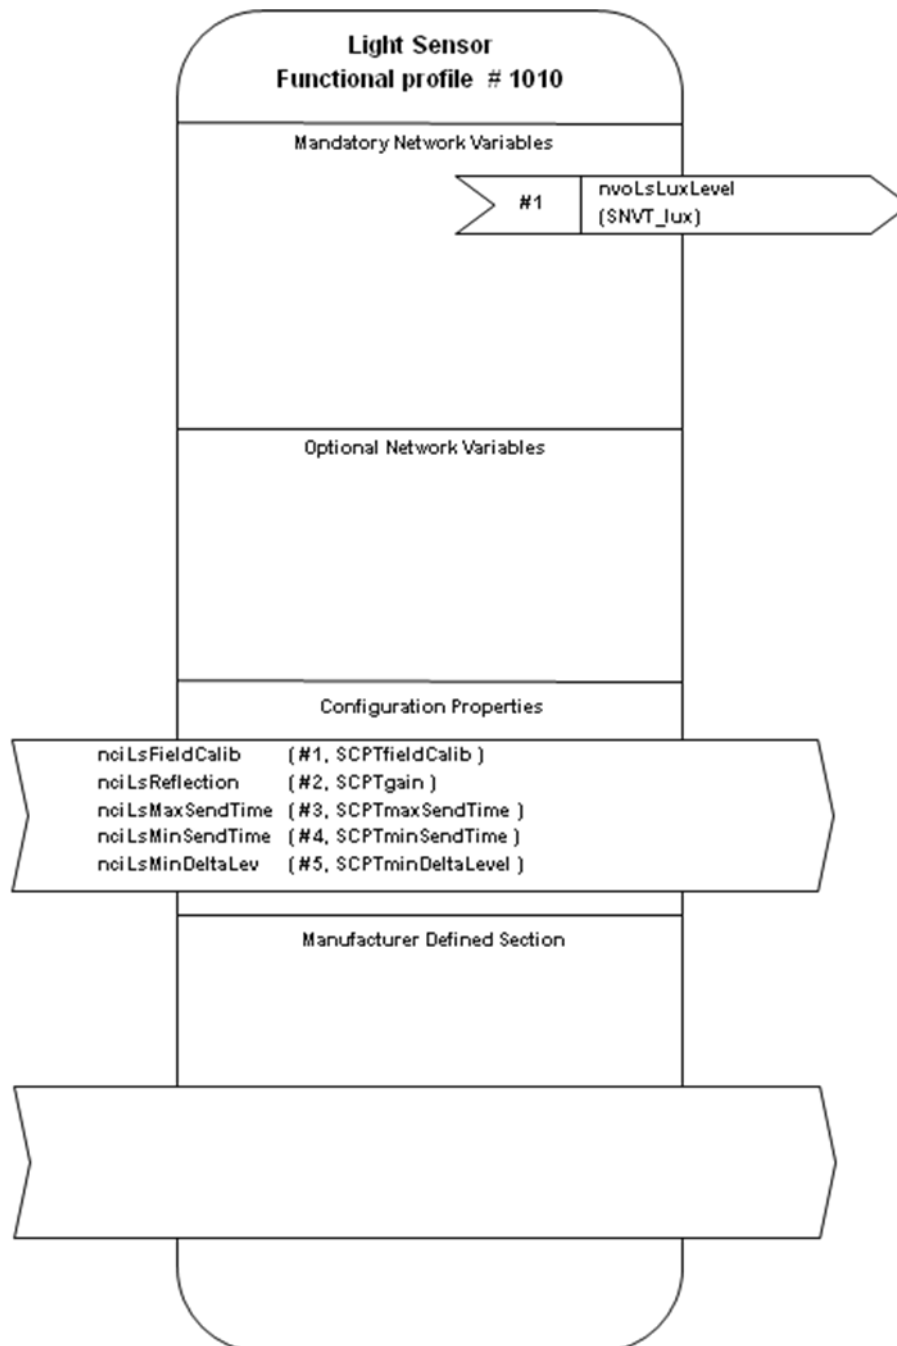 Light Sensor
Functional profile # 1010
Mandatory Network Variables
#1 nvoLsLuxLevel
(SNVT_lux)
Optional Network Variables
Configuration Properties
nciLsFieldCalib (#1, SCPTfieldCalib )
nciLsReflection (#2, SCPTgain )
nciLsMaxSendTime (#3, SCPTmaxSendTime )
nciLsMinSendTime (#4, SCPTminSendTime )
nciLsMinDeltaLev (#5, SCPTminDeltaLevel )
Manufacturer Defined Section